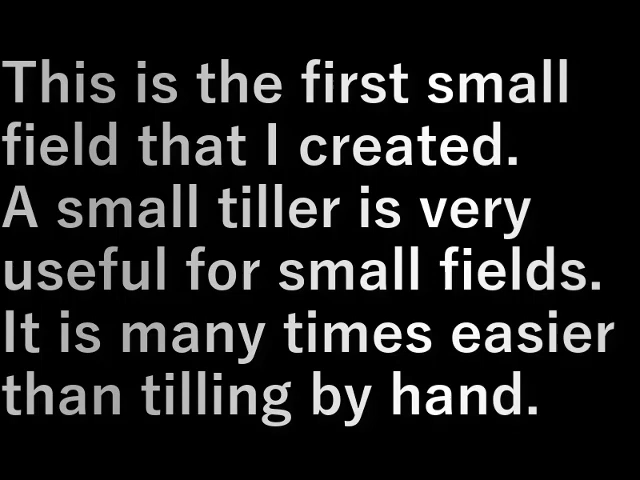 This is the first small
field that I created.
A small tiller is very
useful for small fields.
It is many times easier
than tilling by hand.